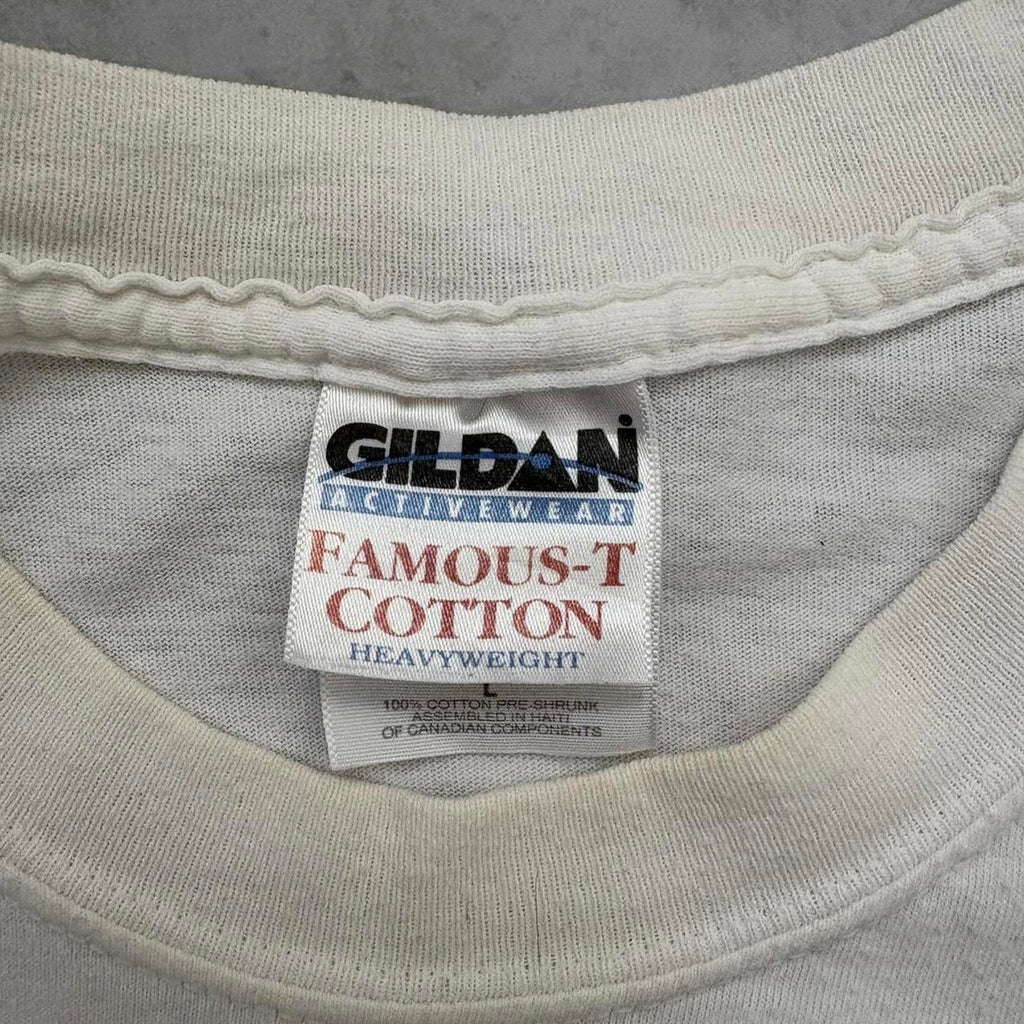 GILDAN
ACTIVEWEAR
FAMOUS-T
COTTON
HEAVYWEIGHT
L
100% COTTON PRE-SHRUNK
ASSEMBLED IN HAITI
OF CANADIAN COMPONENTS